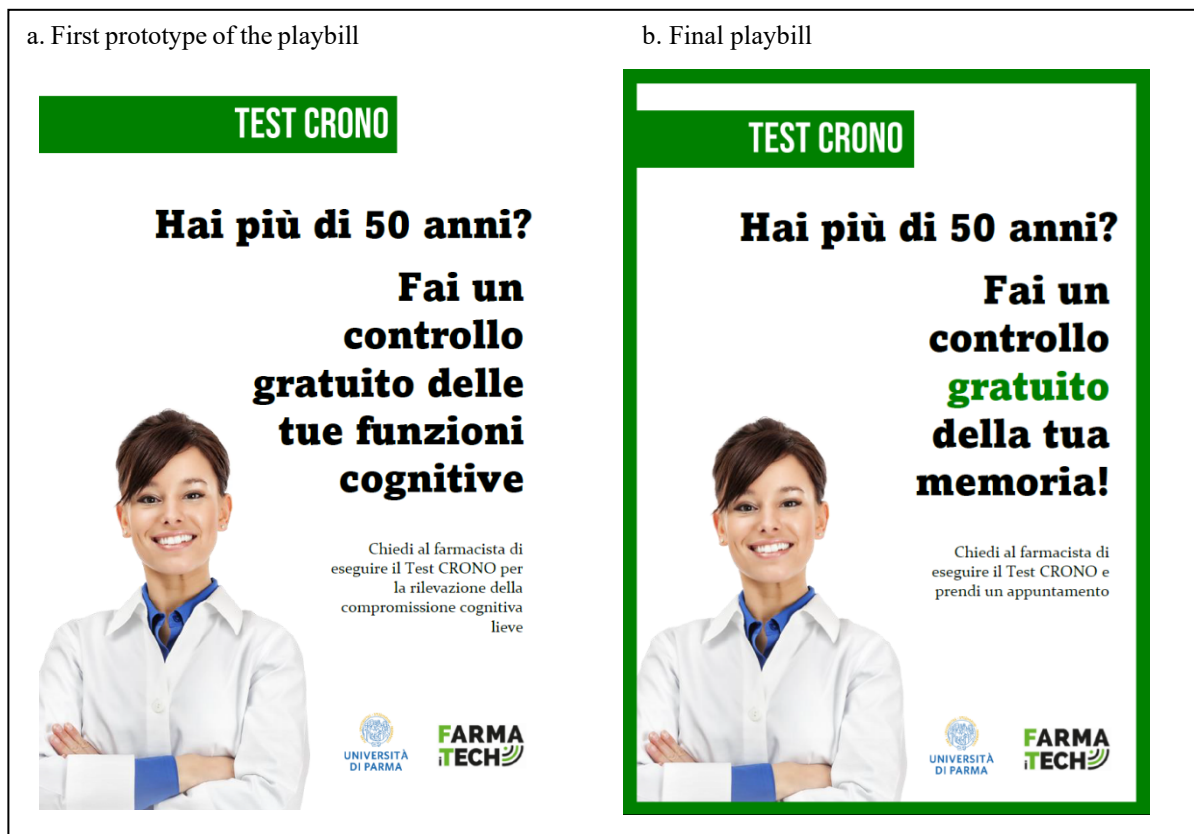 a. First prototype of the playbill
TEST CRONO
Hai più di 50 anni?
Fai un
controllo
gratuito delle
tue funzioni
cognitive
Chiedi al farmacista di
eseguire il Test CRONO per
la rilevazione della
compromissione cognitiva
lieve
UNIVERSITÀ
DI PARMA
FARMA
iTECH
b. Final playbill
TEST CRONO
Hai più di 50 anni?
Fai un
controllo
gratuito
della tua
memoria!
Chiedi al farmacista di
eseguire il Test CRONO e
prendi un appuntamento
UNIVERSITÀ
DI PARMA
FARMA
iTECH